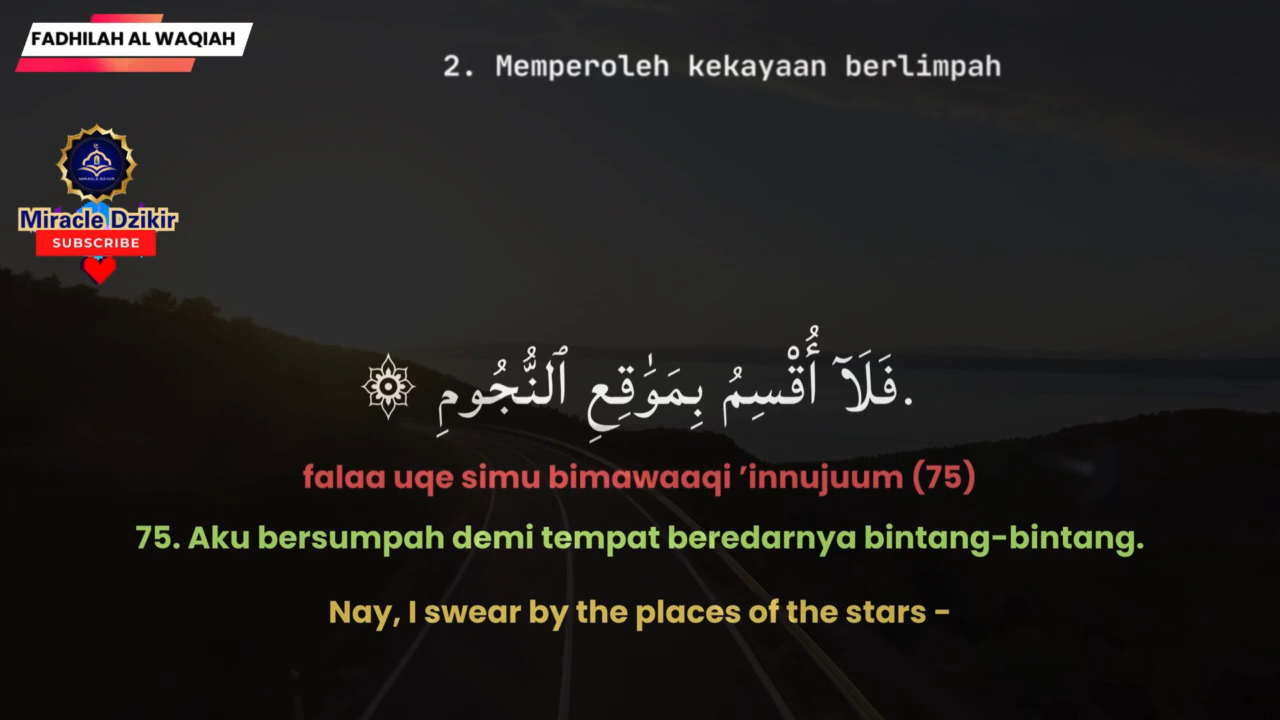 FADHILAH AL WAQIAH
2. Memperoleh kekayaan berlimpah
Miracle Dzikir
SUBSCRIBE
فَلَآ أُقْسِمُ بِمَوَٰقِعِ ٱلنُّجُومِ ۞.
falaa uqe simu bimawaaqi ’innujuum (75)
75. Aku bersumpah demi tempat beredarnya bintang-bintang.
Nay, I swear by the places of the stars -